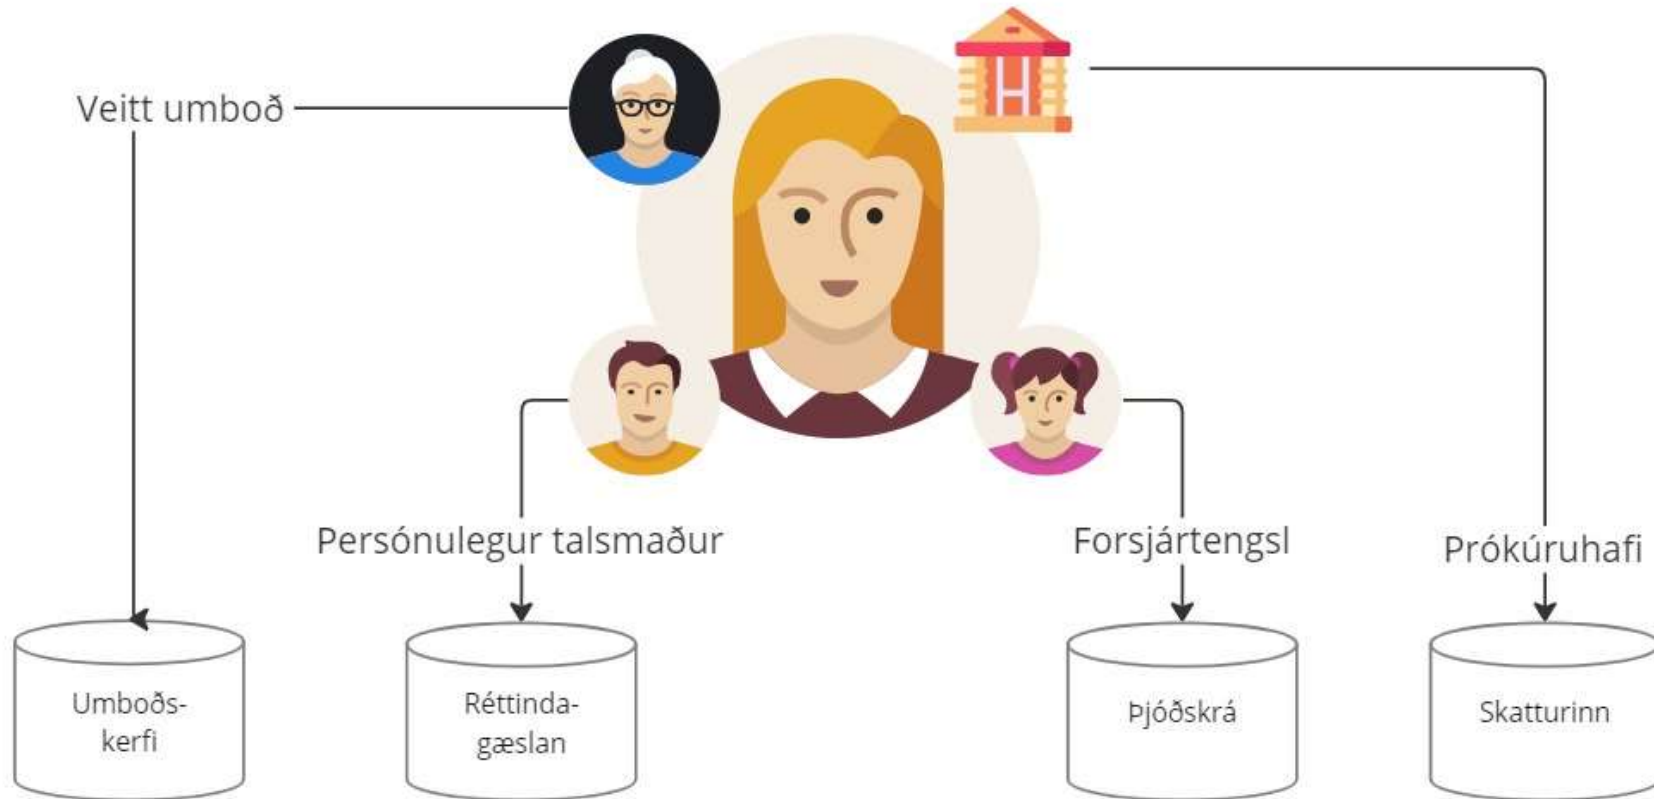 Veitt umboð
Persónulegur talsmaður
Forsjártengsl
Prókúruhafi
Umboðs-
kerfi
Réttinda-
gæslan
Þjóðskrá
Skatturinn